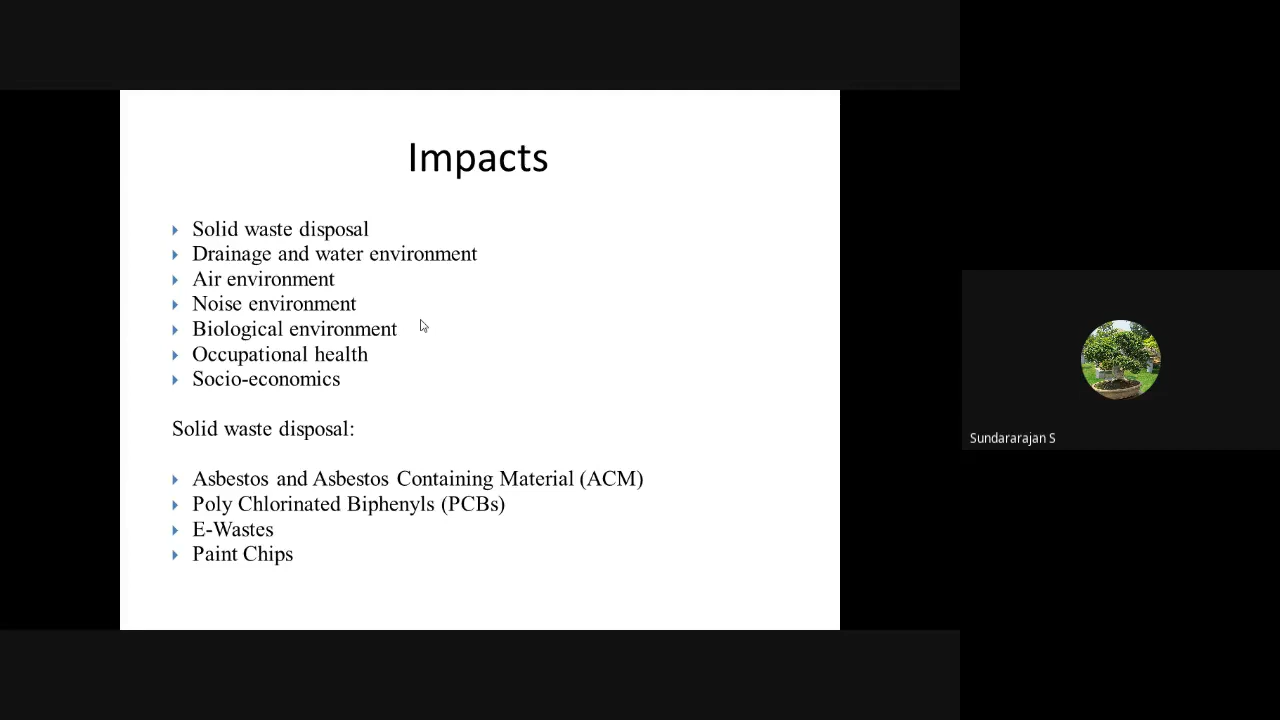 Impacts
Solid waste disposal
Drainage and water environment
Air environment
Noise environment
Biological environment
Occupational health
Socio-economics
Solid waste disposal:
Asbestos and Asbestos Containing Material (ACM)
Poly Chlorinated Biphenyls (PCBs)
E-Wastes
Paint Chips
Sundararajan S